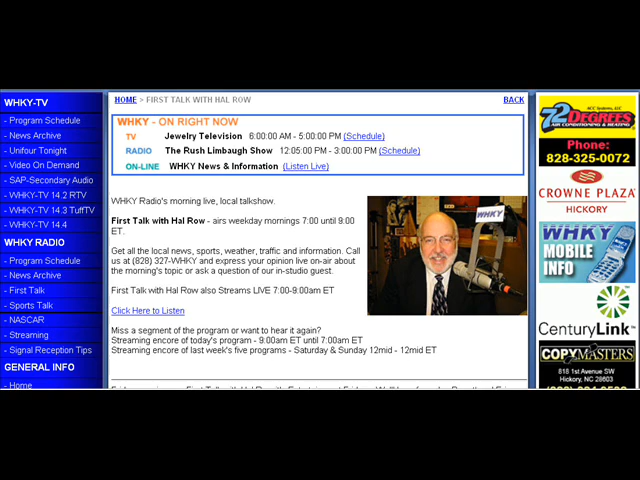 WHKY-TV
- Program Schedule
- News Archive
- Unifour Tonight
- Video On Demand
- SAP-Secondary Audio
- WHKY-TV 14.2 RTV
- WHKY-TV 14.3 TuffTV
- WHKY-TV 14.4
WHKY RADIO
- Program Schedule
- News Archive
- First Talk
- Sports Talk
- NASCAR
- Streaming
- Signal Reception Tips
GENERAL INFO
- Home
HOME > FIRST TALK WITH HAL ROW BACK
WHKY - ON RIGHT NOW
TV Jewelry Television 6:00:00 AM - 5:00:00 PM (Schedule)
RADIO The Rush Limbaugh Show 12:05:00 PM - 3:00:00 PM (Schedule)
ON-LINE WHKY News & Information (Listen Live)
WHKY Radio's morning live, local talkshow.
First Talk with Hal Row - airs weekday mornings 7:00 until 9:00
ET.
Get all the local news, sports, weather, traffic and information. Call
us at (828) 327-WHKY and express your opinion live on-air about
the morning's topic or ask a question of our in-studio guest.
First Talk with Hal Row also Streams LIVE 7:00-9:00am ET
Click Here to Listen
Miss a segment of the program or want to hear it again?
Streaming encore of today's program - 9:00am ET until 7:00am ET
Streaming encore of last week's five programs - Saturday & Sunday 12mid - 12mid ET
WHKY
ACC Systems, LLC
72 DEGREES
AIR CONDITIONING & HEATING
Phone:
828-325-0072
CROWNE PLAZA
HICKORY
WHKY
MOBILE
INFO
CenturyLink™
COPYMASTERS
818 1st Avenue SW
Hickory, NC 28603